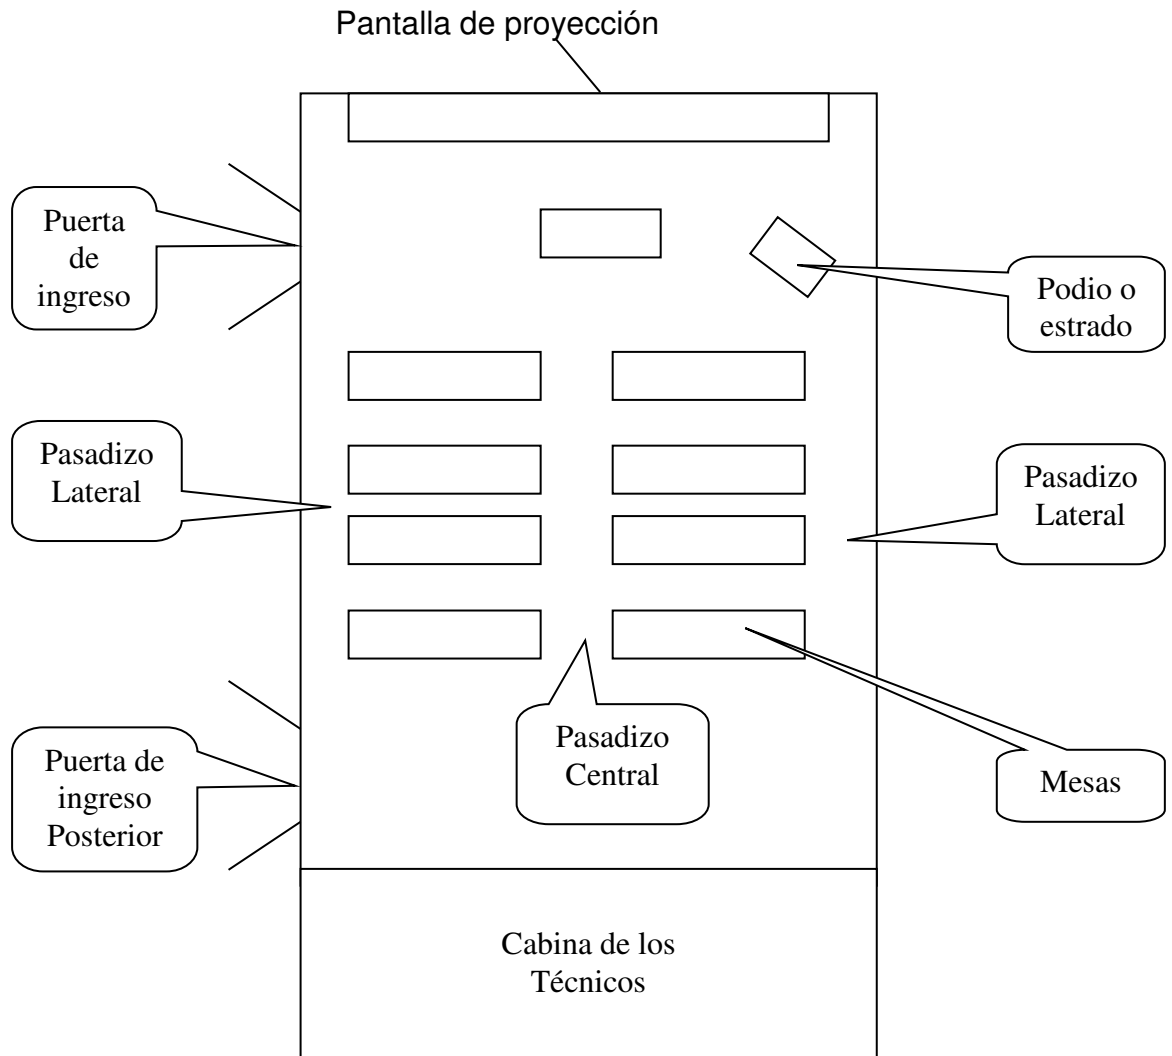 Pantalla de proyección
Puerta
de
ingreso
Podio o
estrado
Pasadizo
Lateral
Pasadizo
Lateral
Pasadizo
Central
Puerta de
ingreso
Posterior
Mesas
Cabina de los
Técnicos